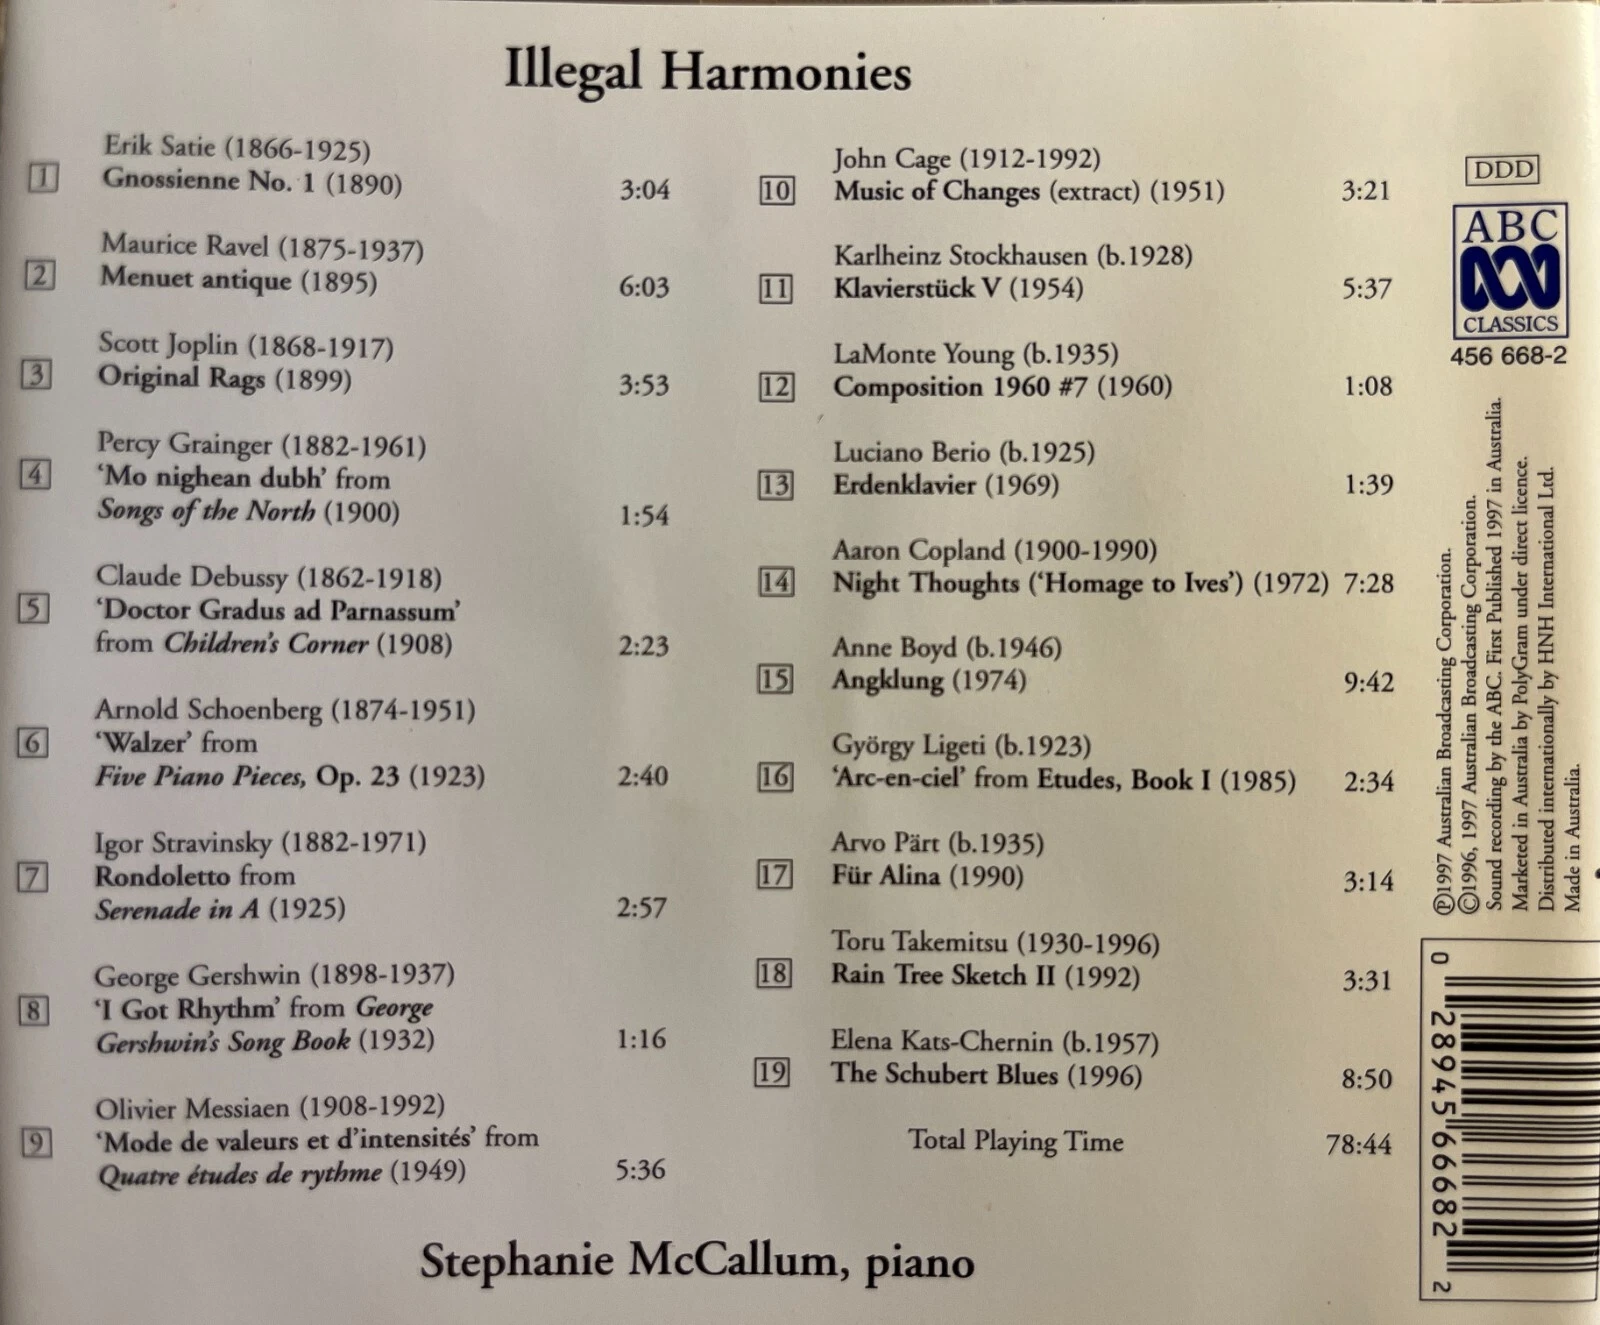 Illegal Harmonies
Erik Satie (1866-1925)
1 Gnossienne No. 1 (1890) 3:04
Maurice Ravel (1875-1937)
2 Menuet antique (1895) 6:03
Scott Joplin (1868-1917)
3 Original Rags (1899) 3:53
Percy Grainger (1882-1961)
4 ‘Mo nighean dubh’ from
Songs of the North (1900) 1:54
Claude Debussy (1862-1918)
5 ‘Doctor Gradus ad Parnassum’
from Children's Corner (1908) 2:23
Arnold Schoenberg (1874-1951)
6 ‘Walzer’ from
Five Piano Pieces, Op. 23 (1923) 2:40
Igor Stravinsky (1882-1971)
7 Rondoletto from
Serenade in A (1925) 2:57
George Gershwin (1898-1937)
8 ‘I Got Rhythm’ from George
Gershwin's Song Book (1932) 1:16
Olivier Messiaen (1908-1992)
9 ‘Mode de valeurs et d'intensités’ from
Quatre études de rythme (1949) 5:36
John Cage (1912-1992)
10 Music of Changes (extract) (1951) 3:21
Karlheinz Stockhausen (b.1928)
11 Klavierstück V (1954) 5:37
LaMonte Young (b.1935)
12 Composition 1960 #7 (1960) 1:08
Luciano Berio (b.1925)
13 Erdenklavier (1969) 1:39
Aaron Copland (1900-1990)
14 Night Thoughts (‘Homage to Ives’) (1972) 7:28
Anne Boyd (b.1946)
15 Angklung (1974) 9:42
György Ligeti (b.1923)
16 ‘Arc-en-ciel’ from Etudes, Book I (1985) 2:34
Arvo Pärt (b.1935)
17 Für Alina (1990) 3:14
Toru Takemitsu (1930-1996)
18 Rain Tree Sketch II (1992) 3:31
Elena Kats-Chernin (b.1957)
19 The Schubert Blues (1996) 8:50
Total Playing Time 78:44
Stephanie McCallum, piano
DDD
ABC
CLASSICS
456 668-2
℗1997 Australian Broadcasting Corporation.
©1996, 1997 Australian Broadcasting Corporation.
Sound recording by the ABC. First Published 1997 in Australia.
Marketed in Australia by PolyGram under direct licence.
Distributed internationally by HNH International Ltd.
Made in Australia.
0 28945 66682 2